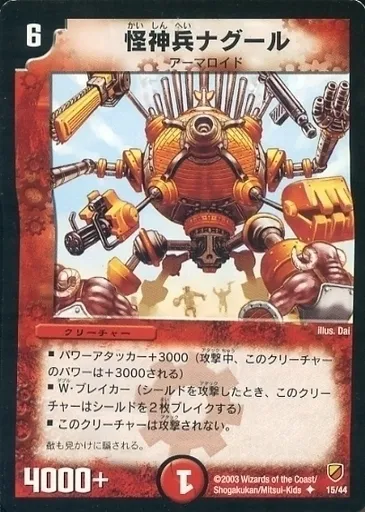 6
かい しん へい
怪神兵ナグール
アーマロイド
illus. Dai
クリーチャー
■ パワーアタッカー+3000（攻撃中、このクリーチャー
のパワーは+3000される）
■ W・ブレイカー（シールドを攻撃したとき、このクリ
ーチャーはシールドを2枚ブレイクする）
■ このクリーチャーは攻撃されない。
敵も見かけに騙される。
4000+
1
©2003 Wizards of the Coast/
Shogakukan/Mitsui-Kids ✦ 15/44